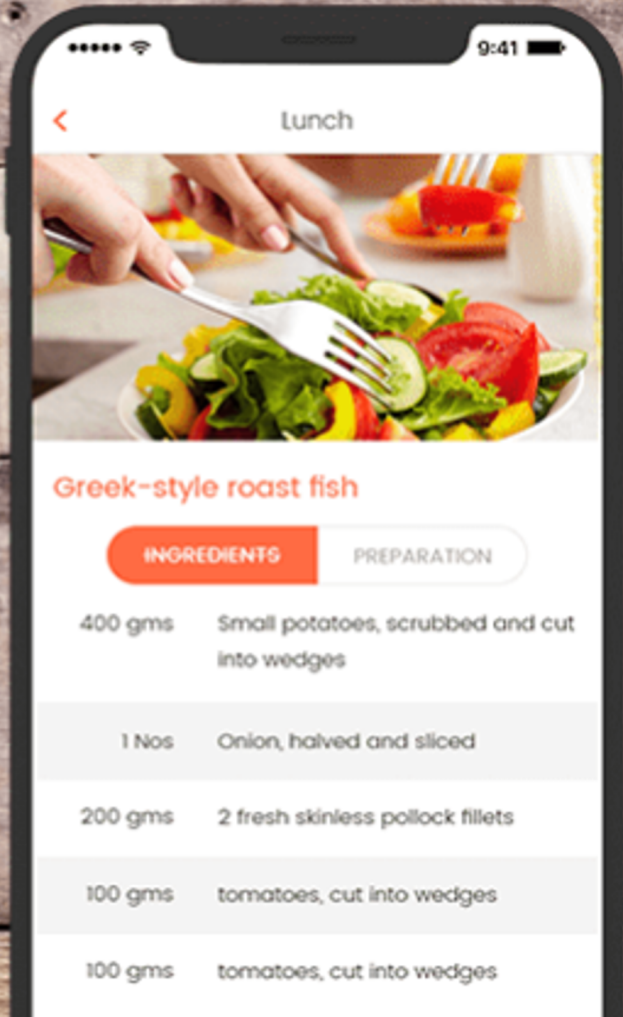 9:41
Lunch
Greek-style roast fish
INGREDIENTS PREPARATION
400 gms Small potatoes, scrubbed and cut
into wedges
1 Nos Onion, halved and sliced
200 gms 2 fresh skinless pollock fillets
100 gms tomatoes, cut into wedges
100 gms tomatoes, cut into wedges